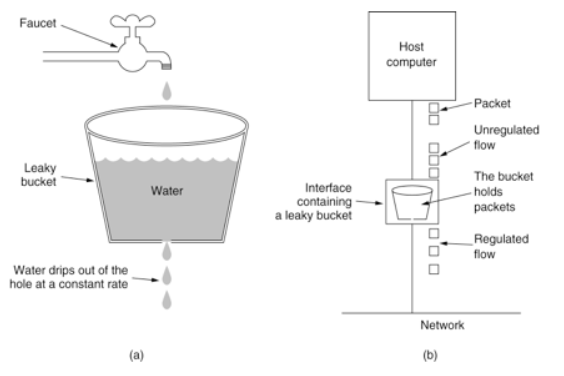 Faucet
Leaky
bucket
Water
Water drips out of the
hole at a constant rate
(a)
Host
computer
Packet
Unregulated
flow
The bucket
holds
packets
Interface
containing
a leaky bucket
Regulated
flow
Network
(b)